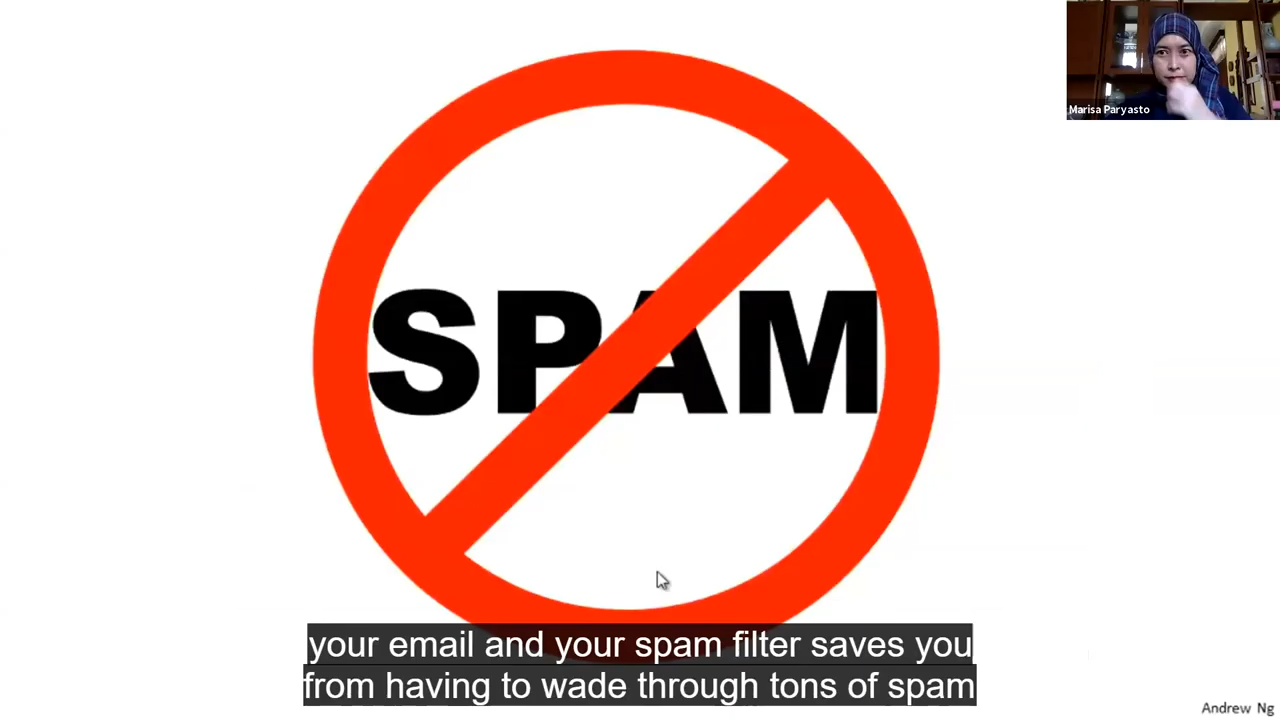 Marisa Paryasto
SPAM
your email and your spam filter saves you
from having to wade through tons of spam
Andrew Ng